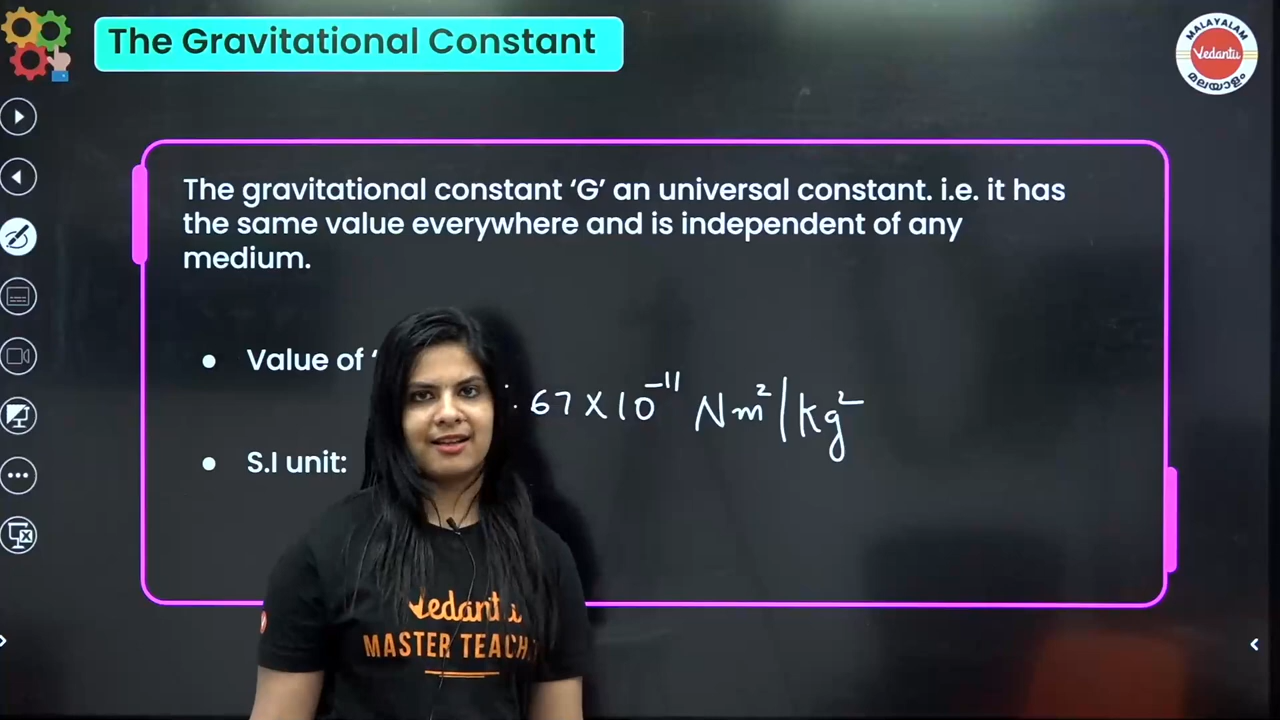 The Gravitational Constant
MALAYALAM
Vedantu
മലയാളം
The gravitational constant ‘G’ an universal constant. i.e. it has
the same value everywhere and is independent of any
medium.
• Value of ‘
67 X 10⁻¹¹ Nm²/kg²
• S.I unit:
Vedantu
MASTER TEACH